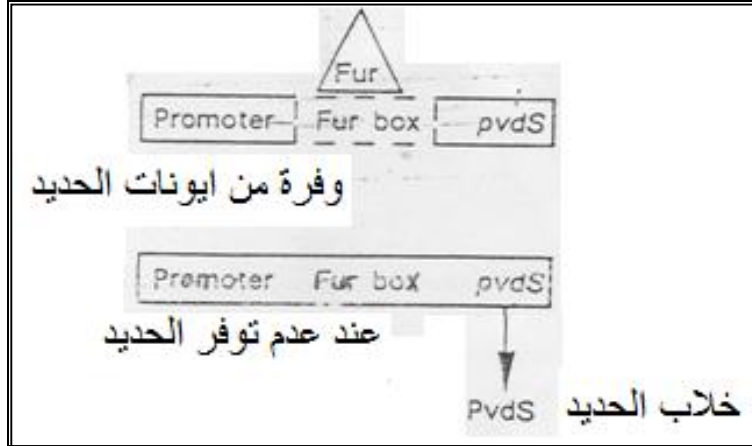 Fur
Promoter Fur box pvdS
وفرة من ايونات الحديد
Promoter Fur box pvdS
عند عدم توفر الحديد
PvdS خلاب الحديد